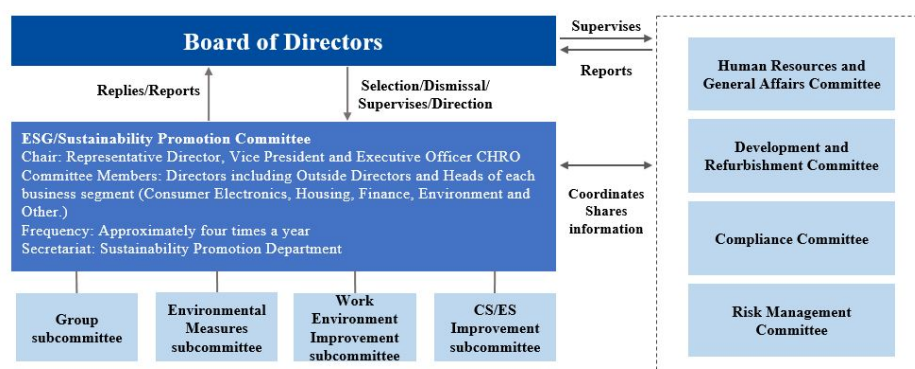 Board of Directors
Supervises
Reports
Replies/Reports
Selection/Dismissal/
Supervises/Direction
ESG/Sustainability Promotion Committee
Chair: Representative Director, Vice President and Executive Officer CHRO
Committee Members: Directors including Outside Directors and Heads of each
business segment (Consumer Electronics, Housing, Finance, Environment and
Other.)
Frequency: Approximately four times a year
Secretariat: Sustainability Promotion Department
Coordinates
Shares
information
Human Resources and
General Affairs Committee
Development and
Refurbishment Committee
Compliance Committee
Risk Management
Committee
Group
subcommittee
Environmental
Measures
subcommittee
Work
Environment
Improvement
subcommittee
CS/ES
Improvement
subcommittee